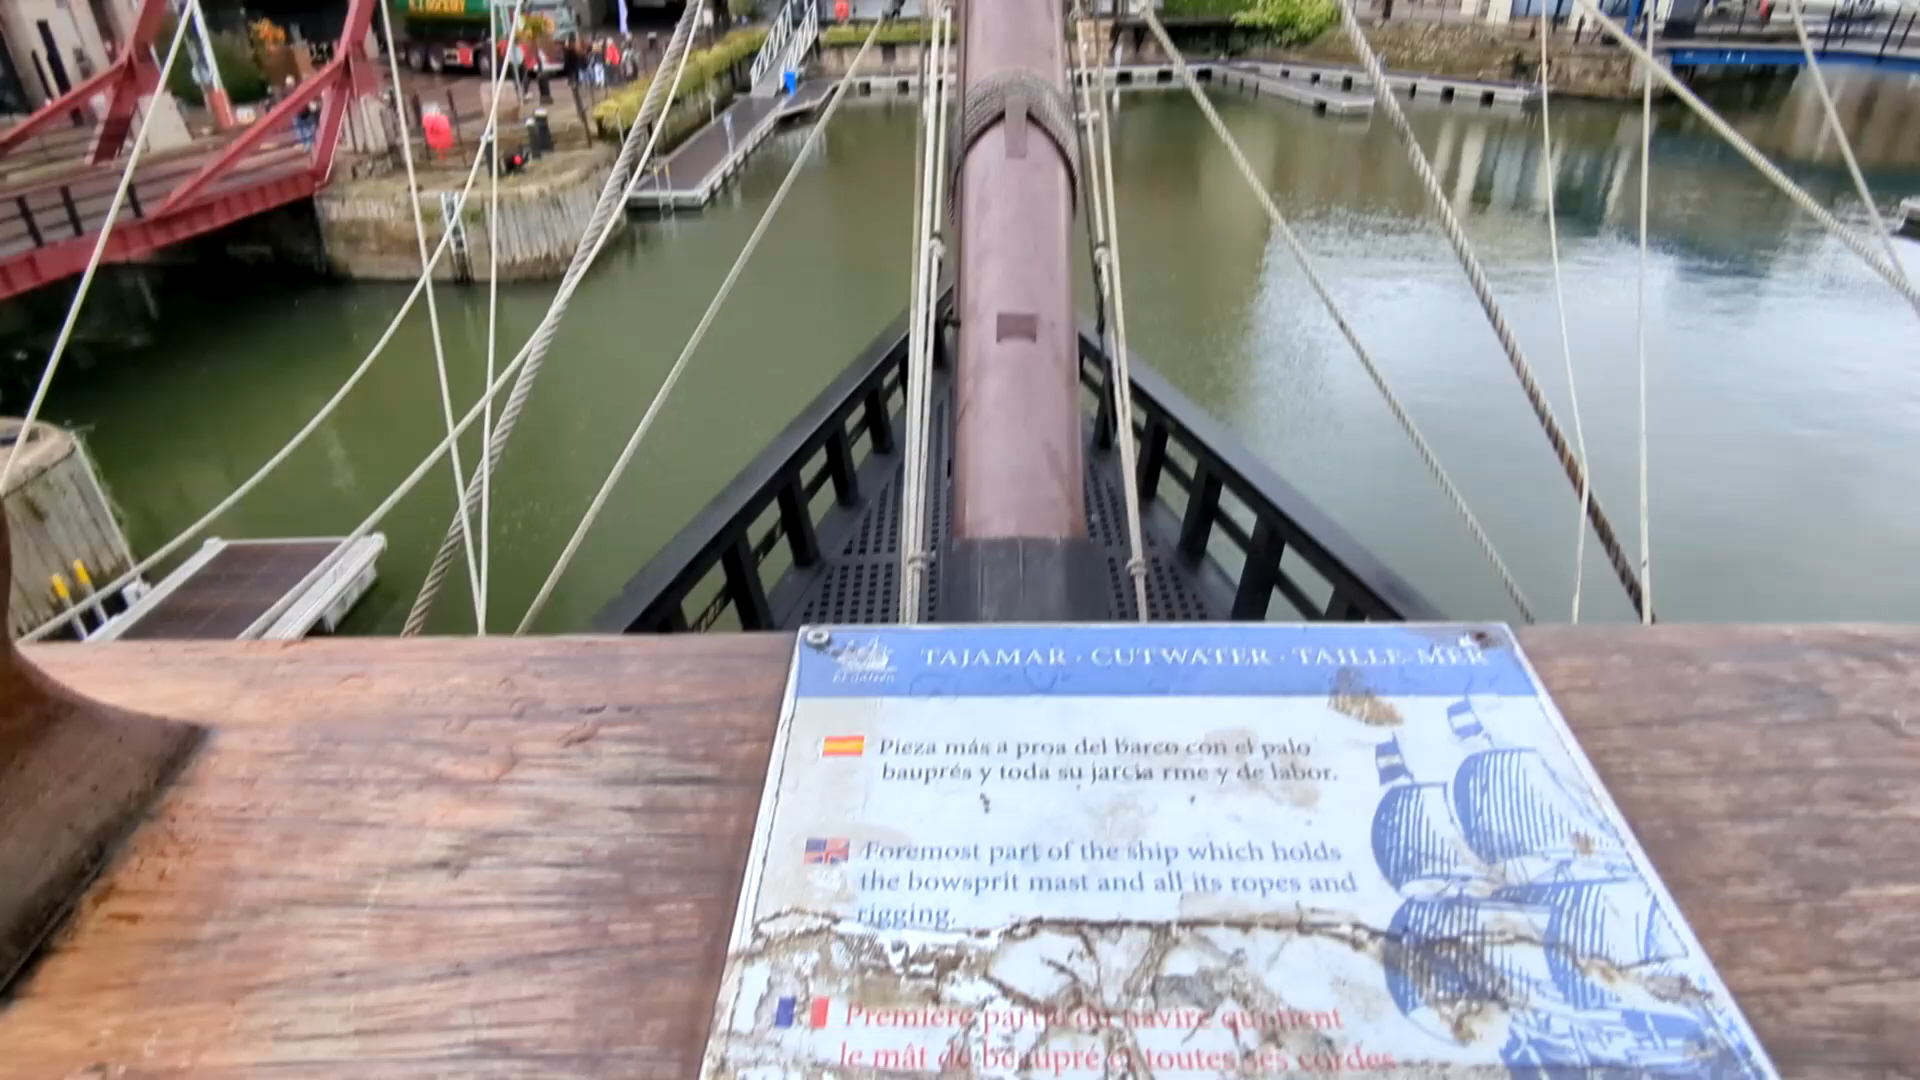 TAJAMAR · CUTWATER · TAILLE-MER
Pieza más a proa del barco con el palo
bauprés y toda su jarcia rme y de labor.
Foremost part of the ship which holds
the bowsprit mast and all its ropes and
rigging.
Première partie du navire qui tient
le mât de beaupré et toutes ses cordes